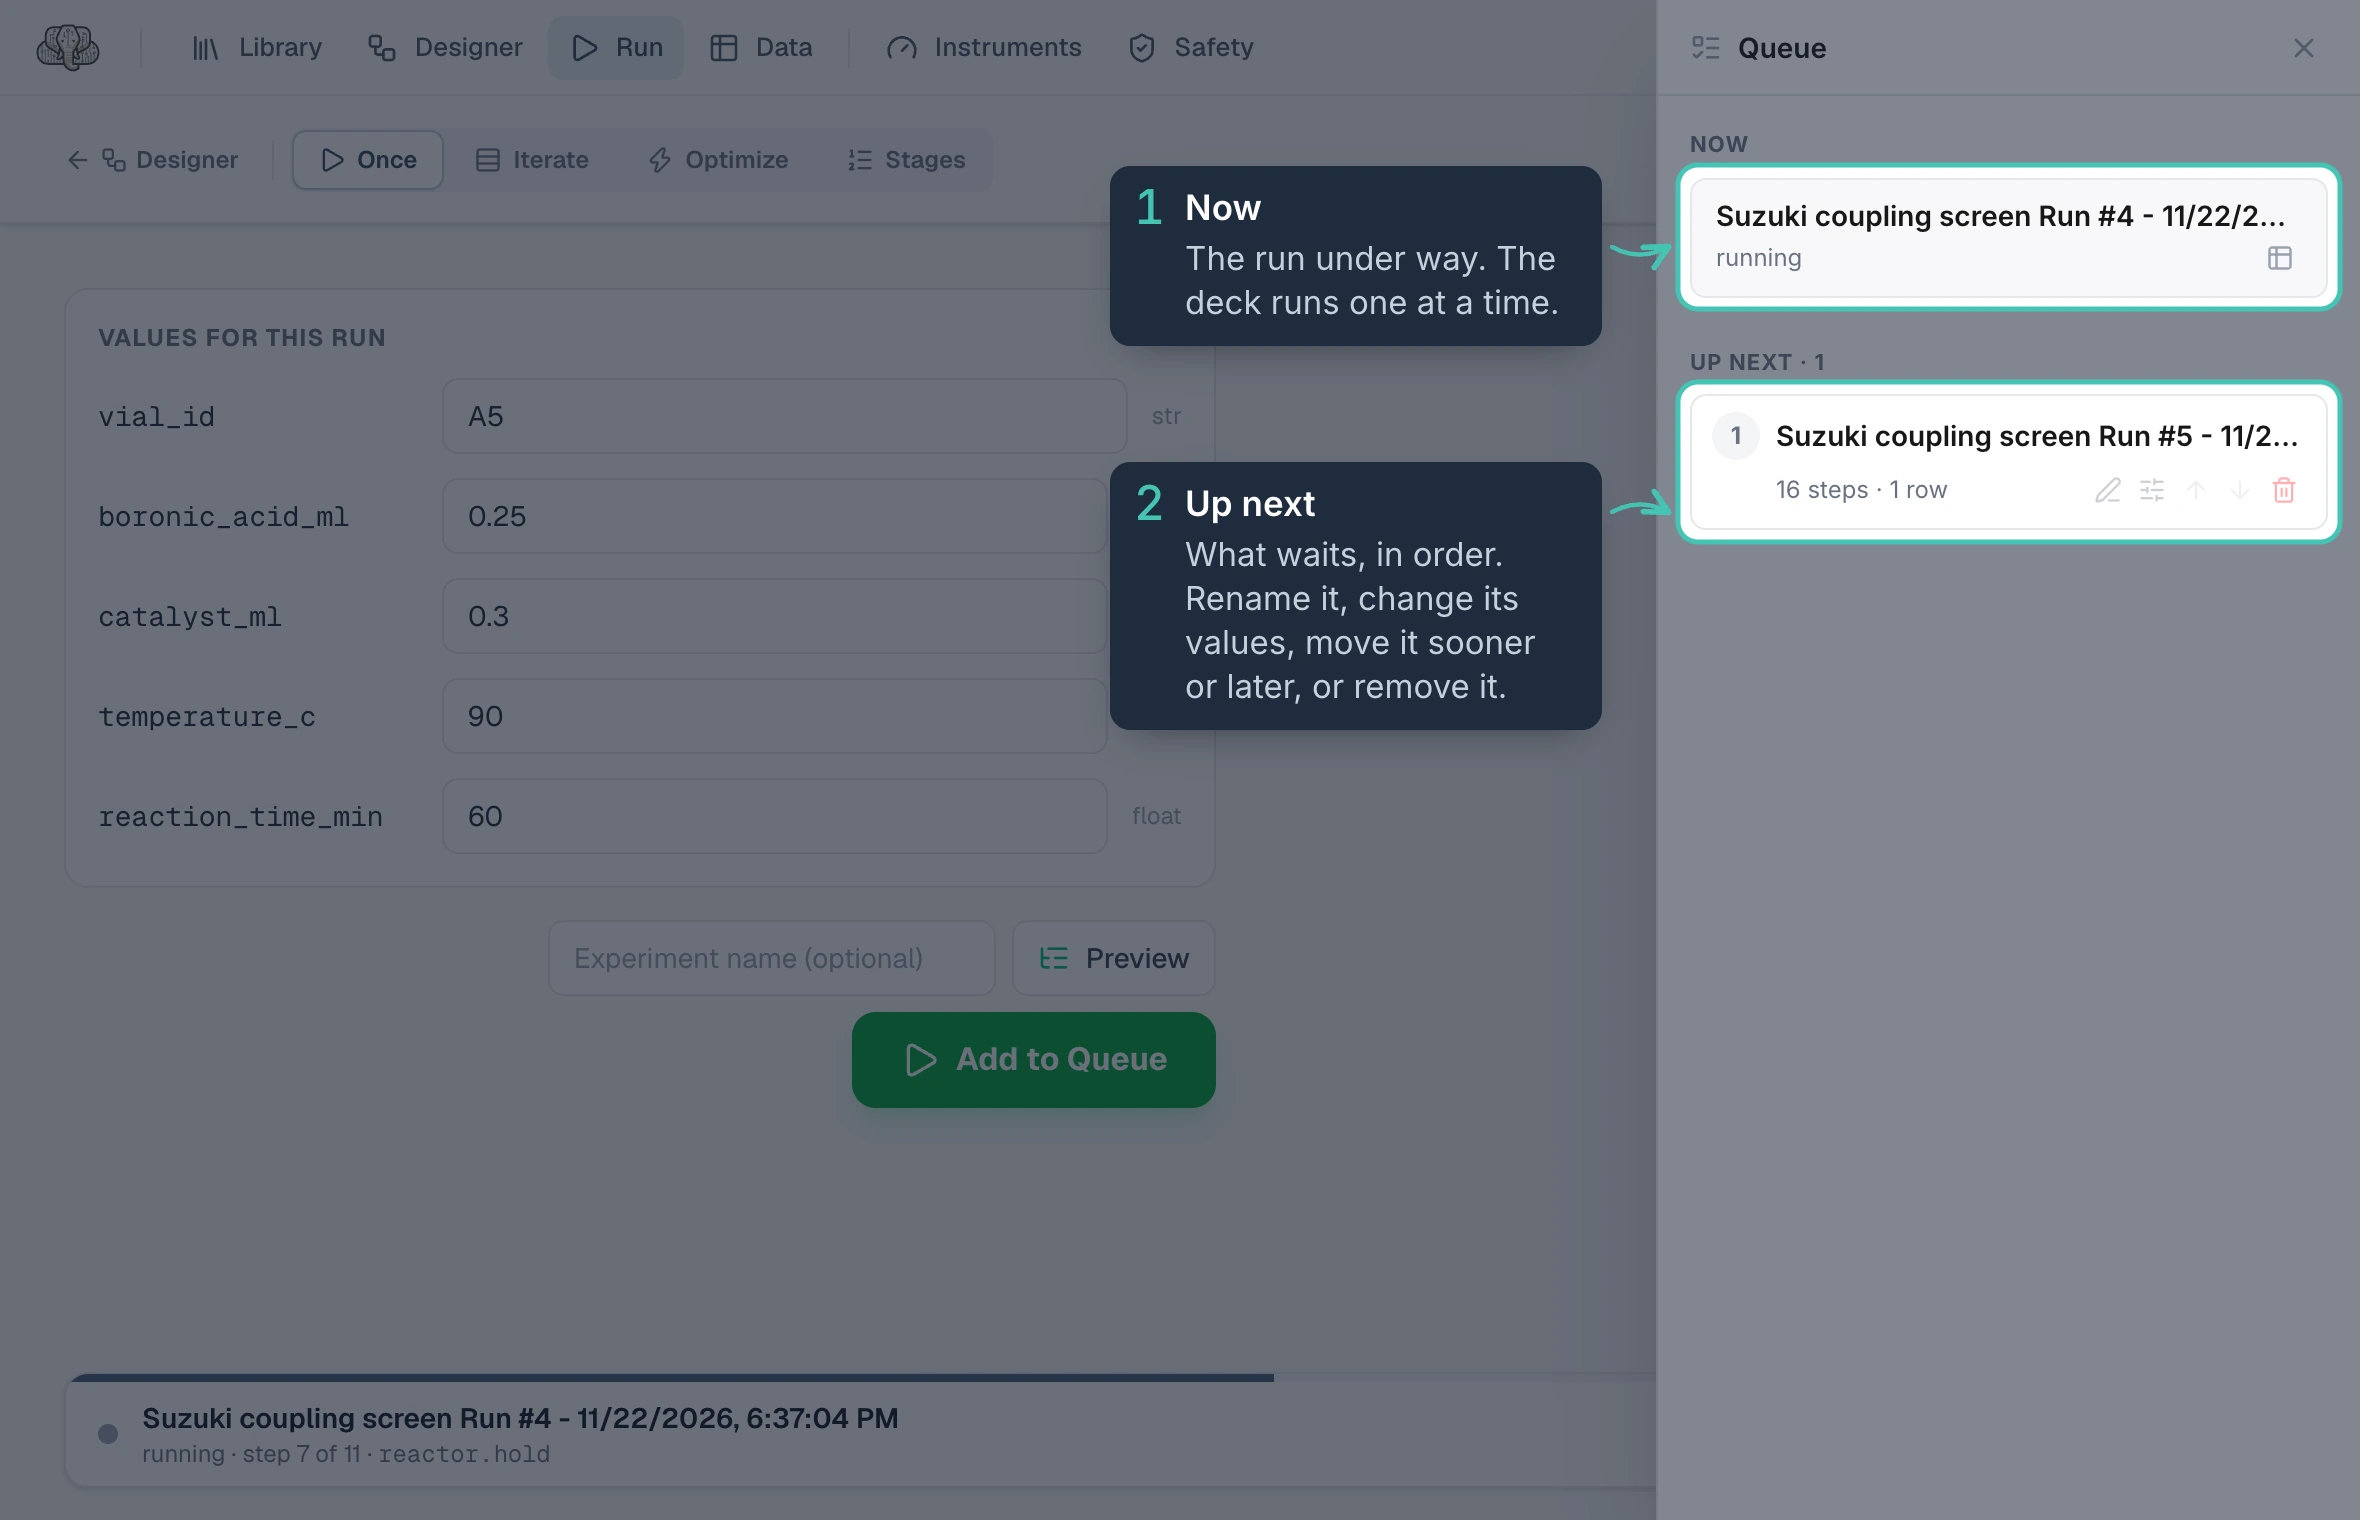 Library
Designer
Run
Data
Instruments
Safety
Queue
Designer
Once
Iterate
Optimize
Stages
NOW
Suzuki coupling screen Run #4 - 11/22/2...
running
1 Now
The run under way. The
deck runs one at a time.
UP NEXT · 1
1 Suzuki coupling screen Run #5 - 11/2...
16 steps · 1 row
2 Up next
What waits, in order.
Rename it, change its
values, move it sooner
or later, or remove it.
VALUES FOR THIS RUN
vial_id A5 str
boronic_acid_ml 0.25
catalyst_ml 0.3
temperature_c 90
reaction_time_min 60 float
Experiment name (optional)
Preview
Add to Queue
Suzuki coupling screen Run #4 - 11/22/2026, 6:37:04 PM
running · step 7 of 11 · reactor.hold